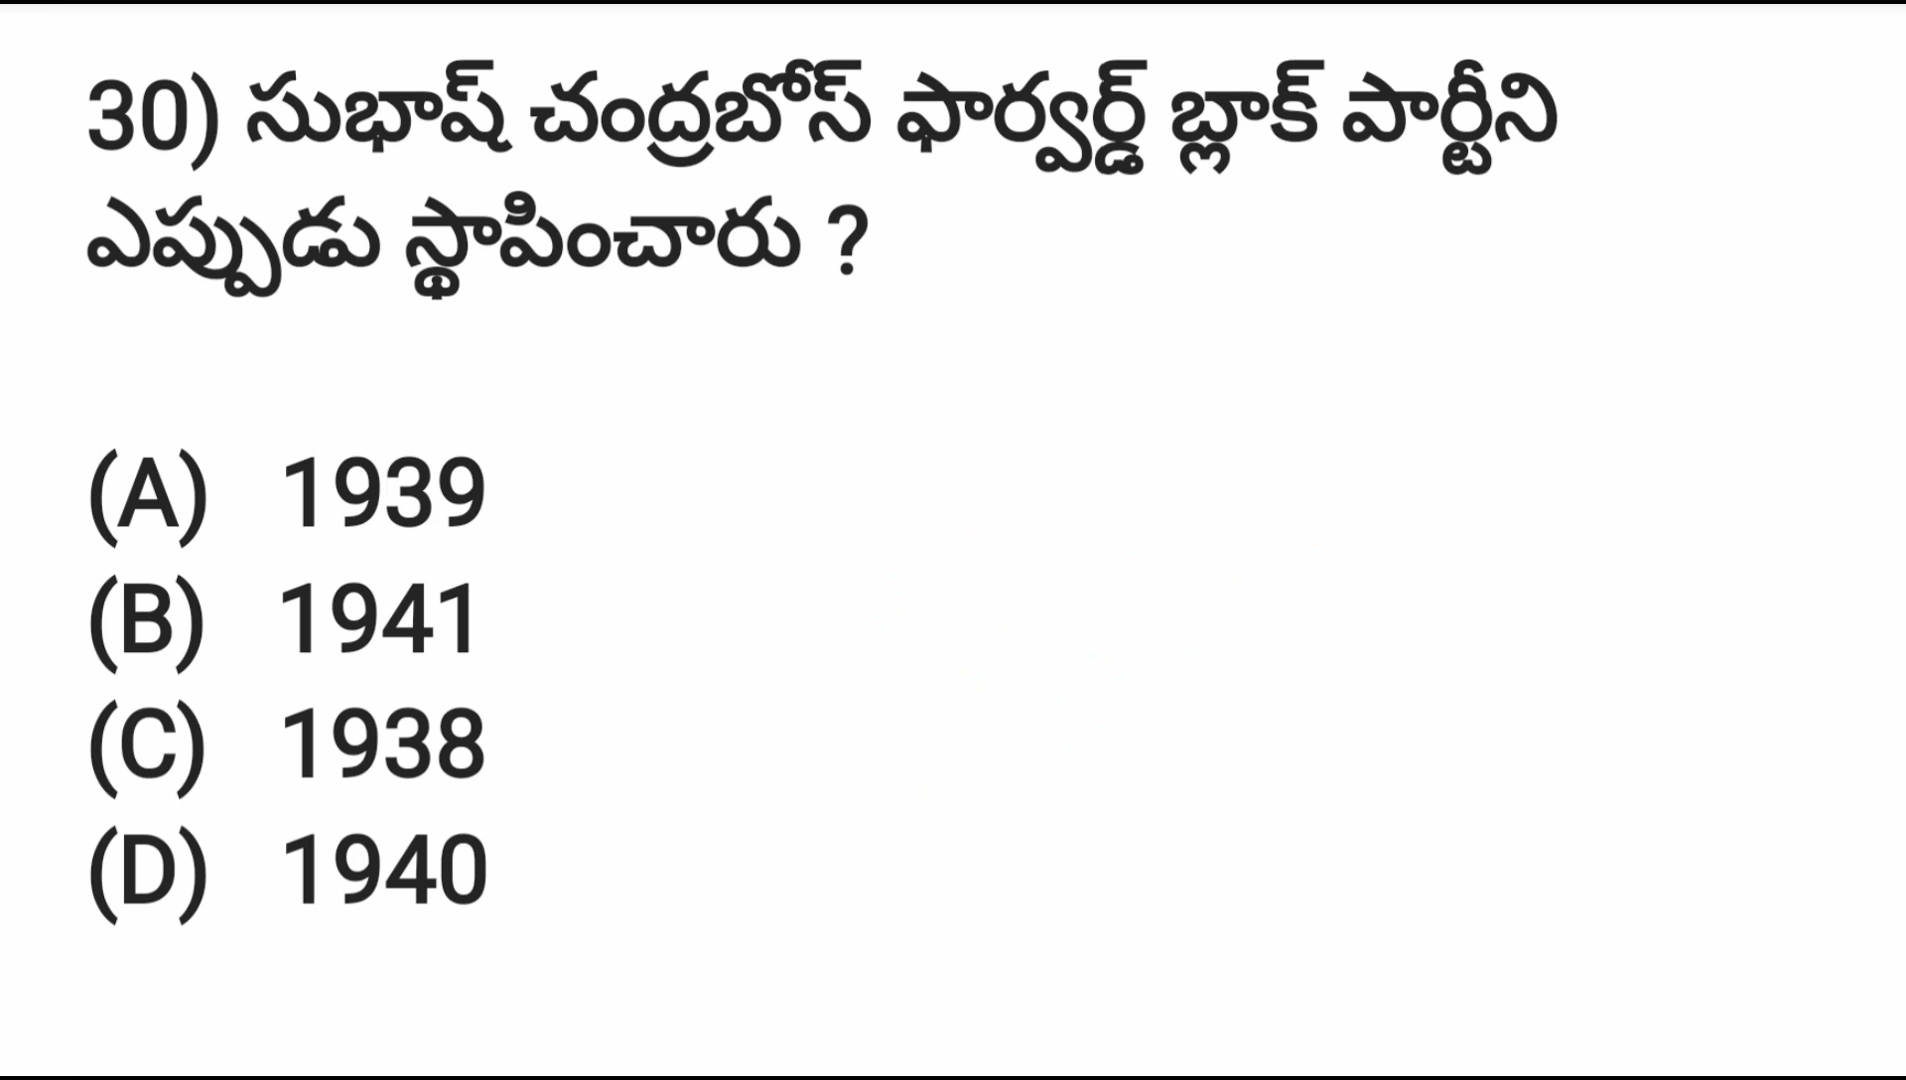 30) సుభాష్ చంద్రబోస్ ఫార్వర్డ్ బ్లాక్ పార్టీని
ఎప్పుడు స్థాపించారు ?
(A) 1939
(B) 1941
(C) 1938
(D) 1940